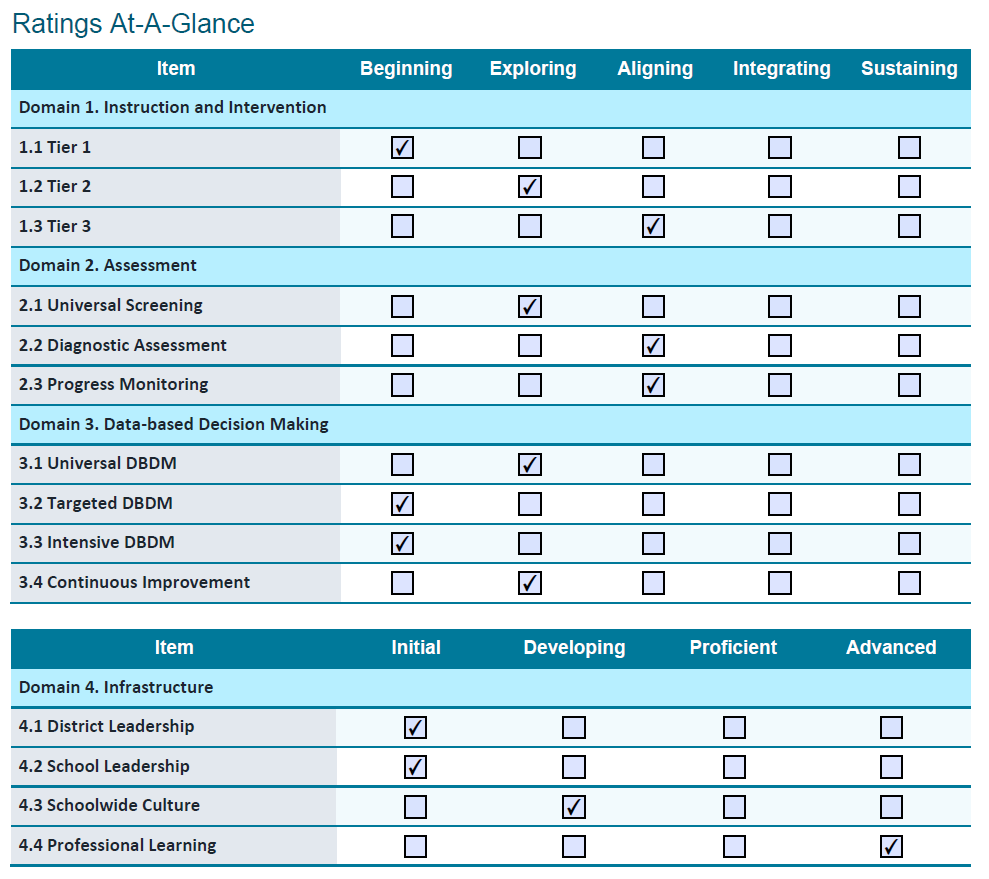 Ratings At-A-Glance
Item Beginning Exploring Aligning Integrating Sustaining
Domain 1. Instruction and Intervention
1.1 Tier 1 ✓
1.2 Tier 2 ✓
1.3 Tier 3 ✓
Domain 2. Assessment
2.1 Universal Screening ✓
2.2 Diagnostic Assessment ✓
2.3 Progress Monitoring ✓
Domain 3. Data-based Decision Making
3.1 Universal DBDM ✓
3.2 Targeted DBDM ✓
3.3 Intensive DBDM ✓
3.4 Continuous Improvement ✓
Item Initial Developing Proficient Advanced
Domain 4. Infrastructure
4.1 District Leadership ✓
4.2 School Leadership ✓
4.3 Schoolwide Culture ✓
4.4 Professional Learning ✓